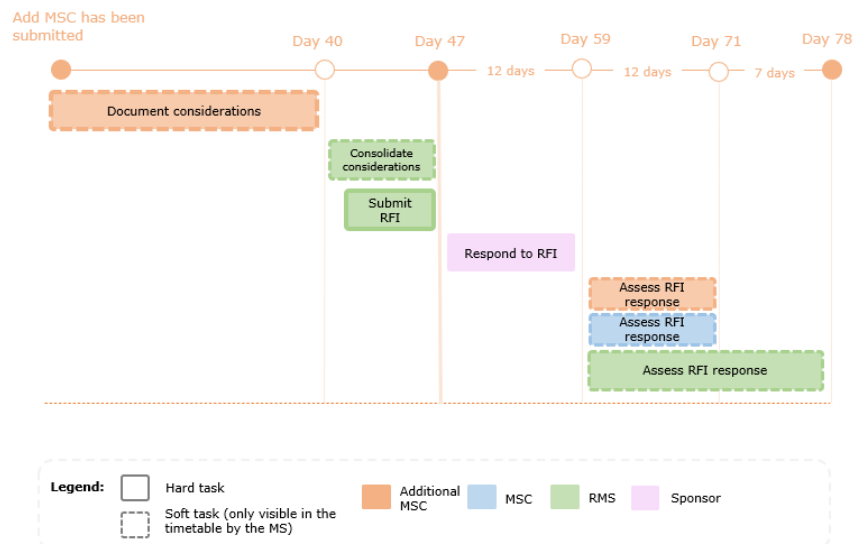 Add MSC has been
submitted
Day 40
Day 47
Day 59
Day 71
Day 78
12 days
12 days
7 days
Document considerations
Consolidate
considerations
Submit
RFI
Respond to RFI
Assess RFI
response
Assess RFI
response
Assess RFI response
Legend:
Hard task
Soft task (only visible in the
timetable by the MS)
Additional
MSC
MSC
RMS
Sponsor